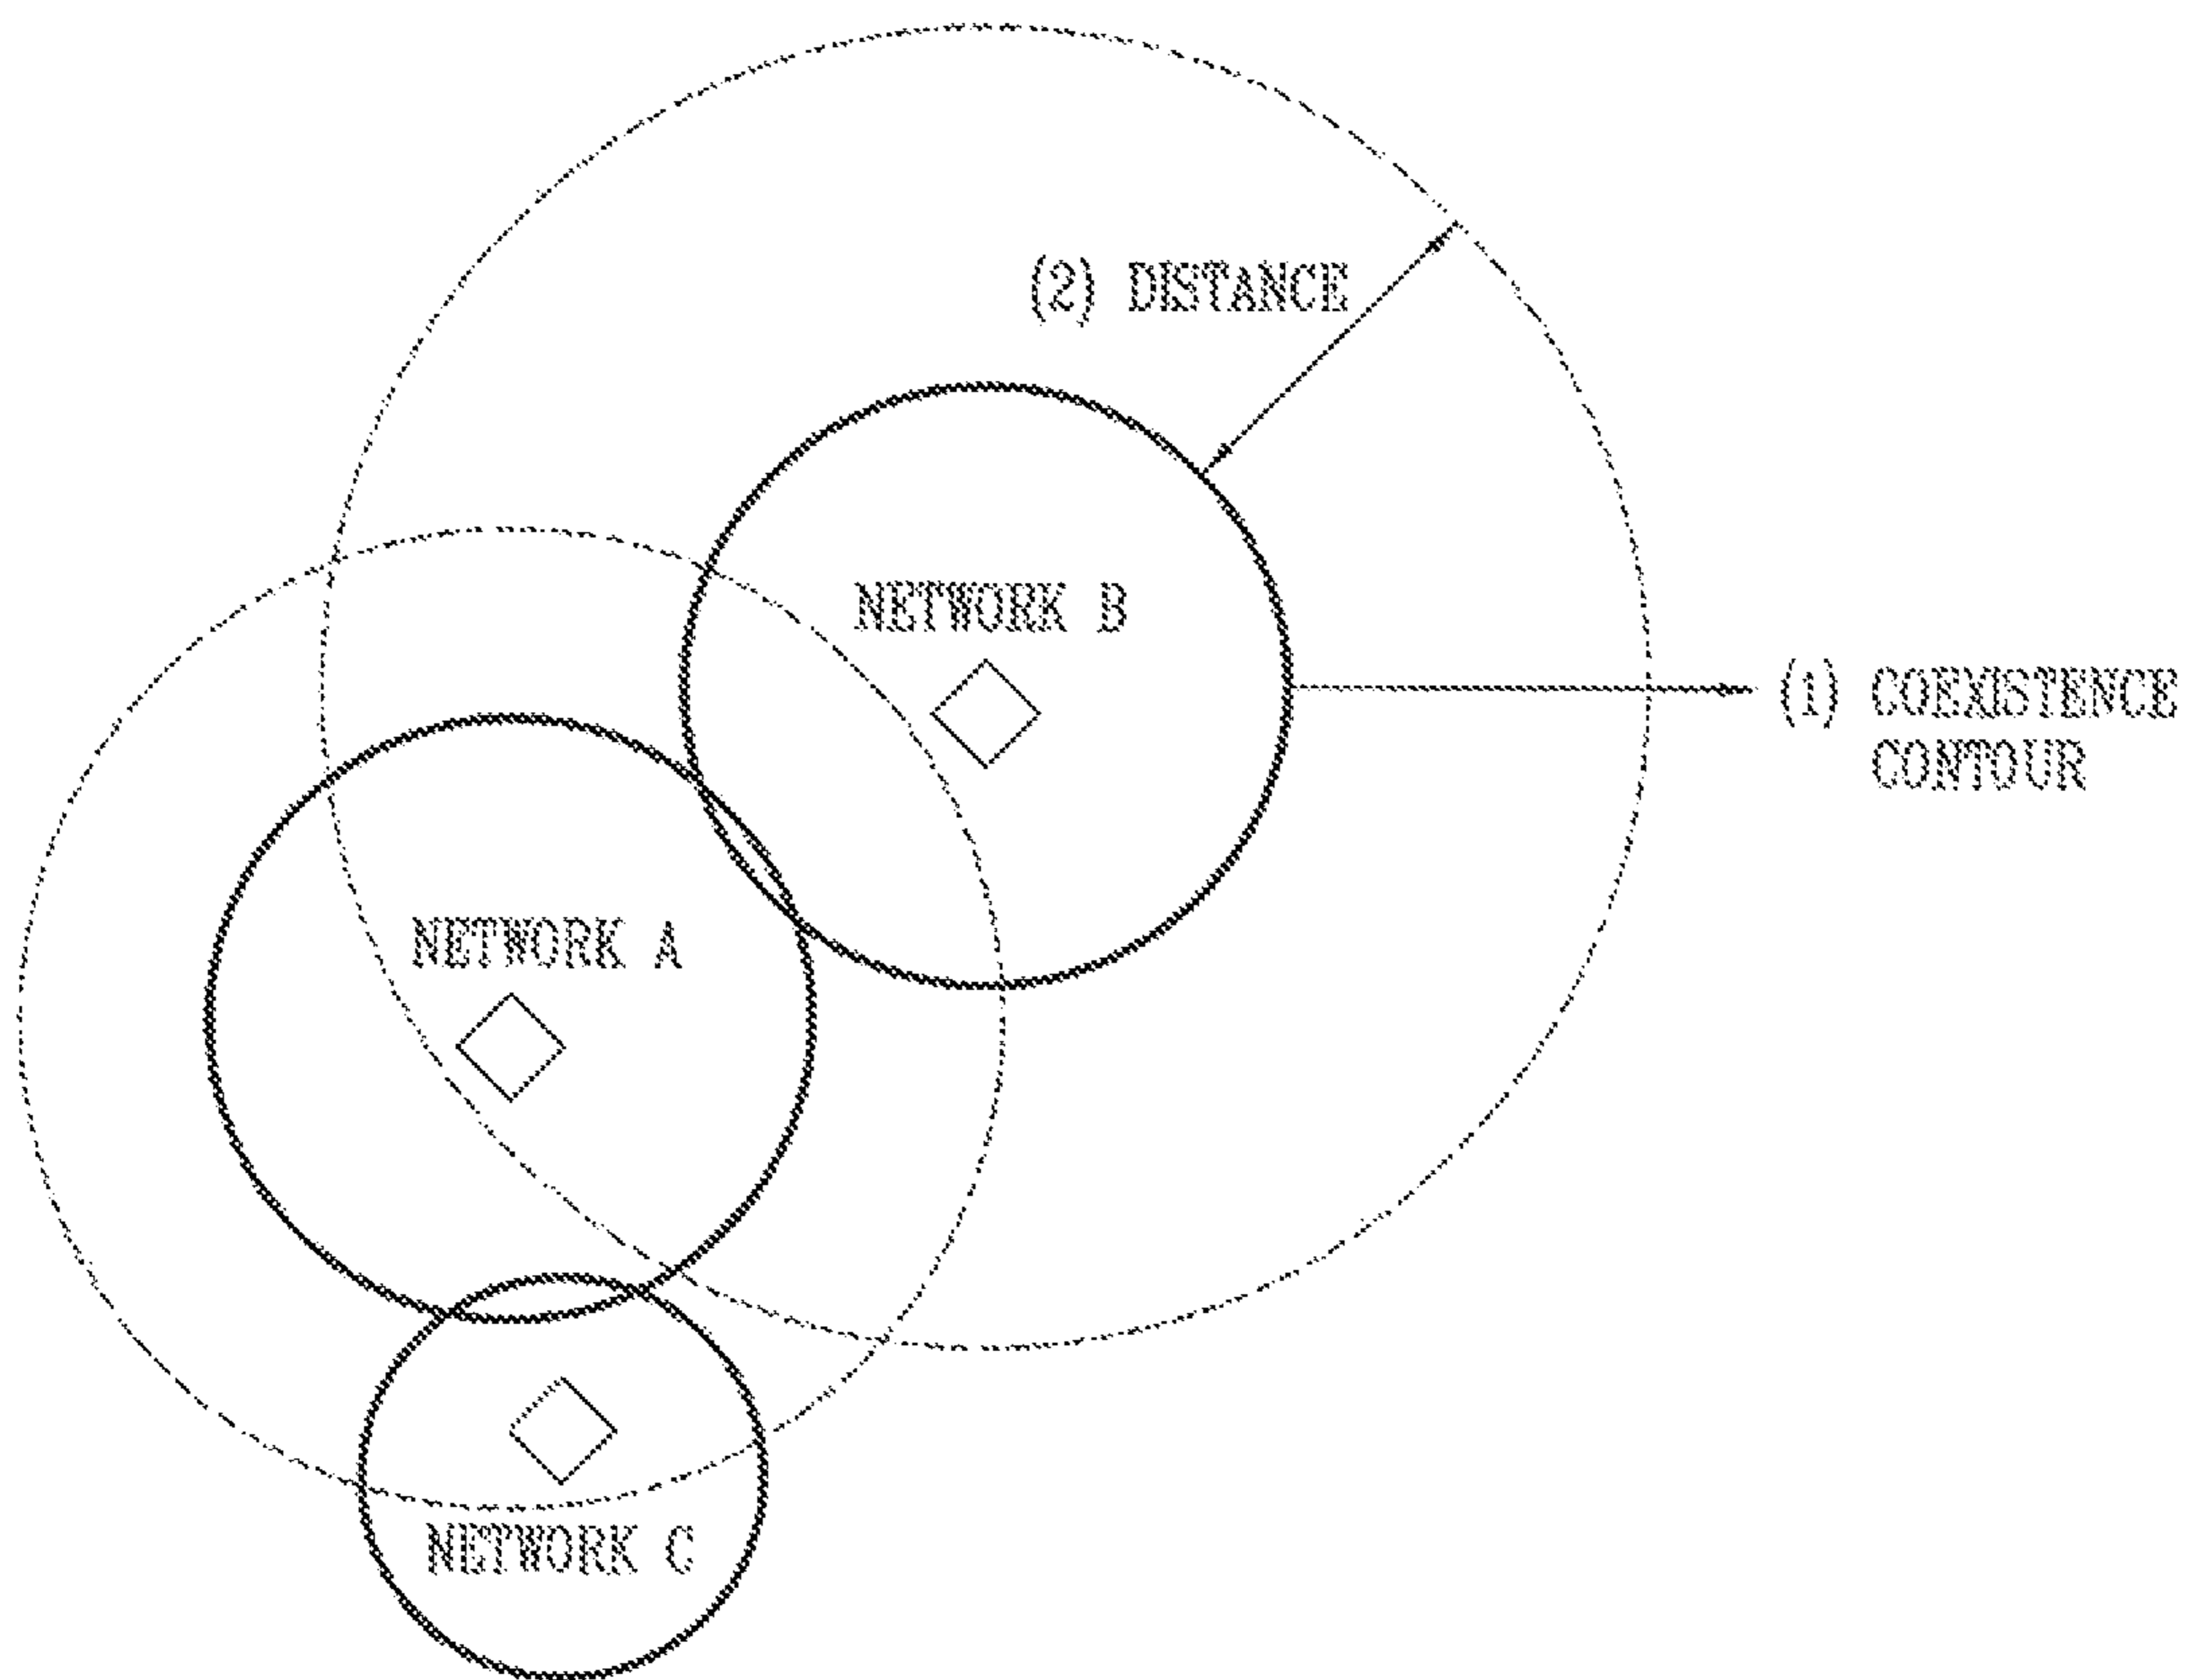 (2) DISTANCE
NETWORK B
(1) COEXISTENCE
CONTOUR
NETWORK A
NETWORK C